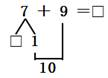 7 + 9 = □
□ 1
10